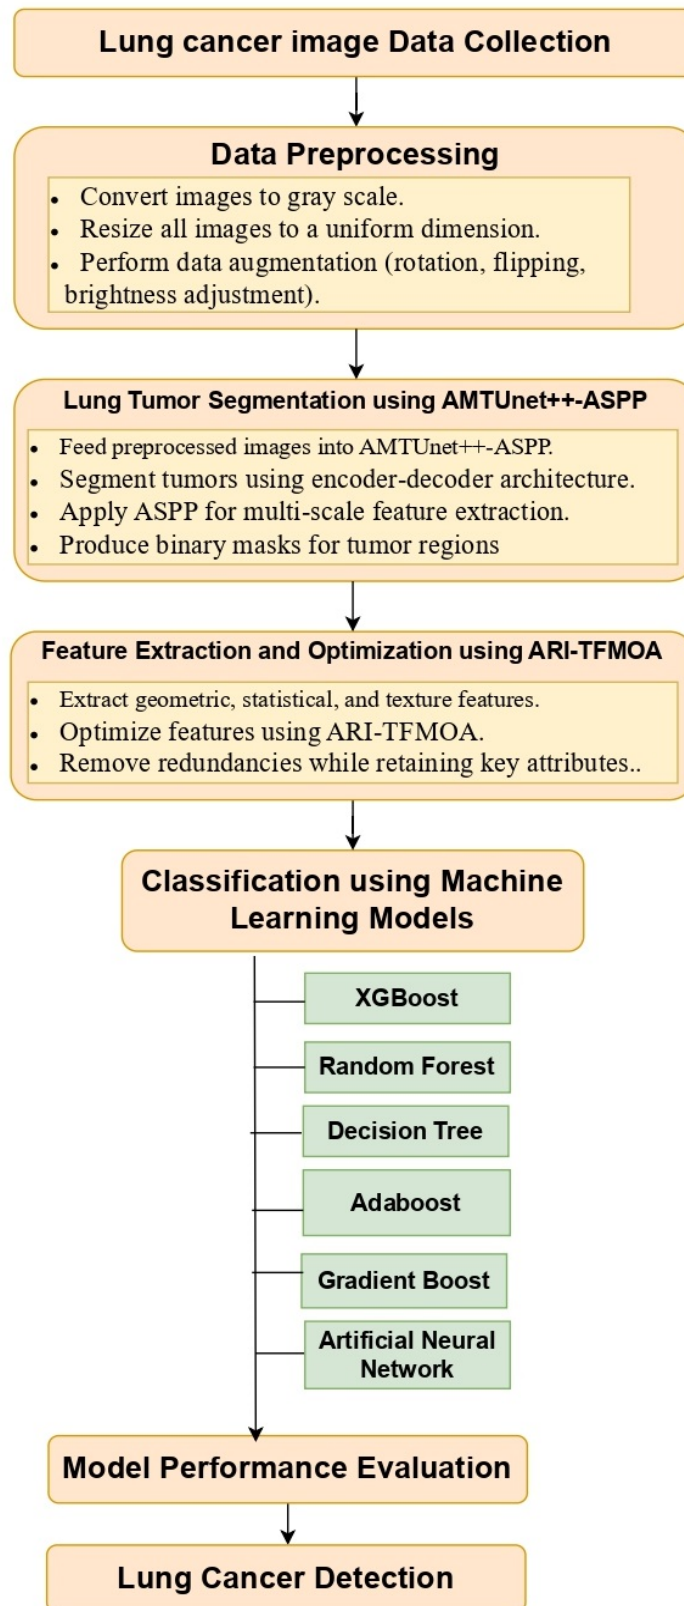 Lung cancer image Data Collection
Data Preprocessing
• Convert images to gray scale.
• Resize all images to a uniform dimension.
• Perform data augmentation (rotation, flipping,
brightness adjustment).
Lung Tumor Segmentation using AMTUnet++-ASPP
• Feed preprocessed images into AMTUnet++-ASPP.
• Segment tumors using encoder-decoder architecture.
• Apply ASPP for multi-scale feature extraction.
• Produce binary masks for tumor regions
Feature Extraction and Optimization using ARI-TFMOA
• Extract geometric, statistical, and texture features.
• Optimize features using ARI-TFMOA.
• Remove redundancies while retaining key attributes..
Classification using Machine
Learning Models
XGBoost
Random Forest
Decision Tree
Adaboost
Gradient Boost
Artificial Neural
Network
Model Performance Evaluation
Lung Cancer Detection